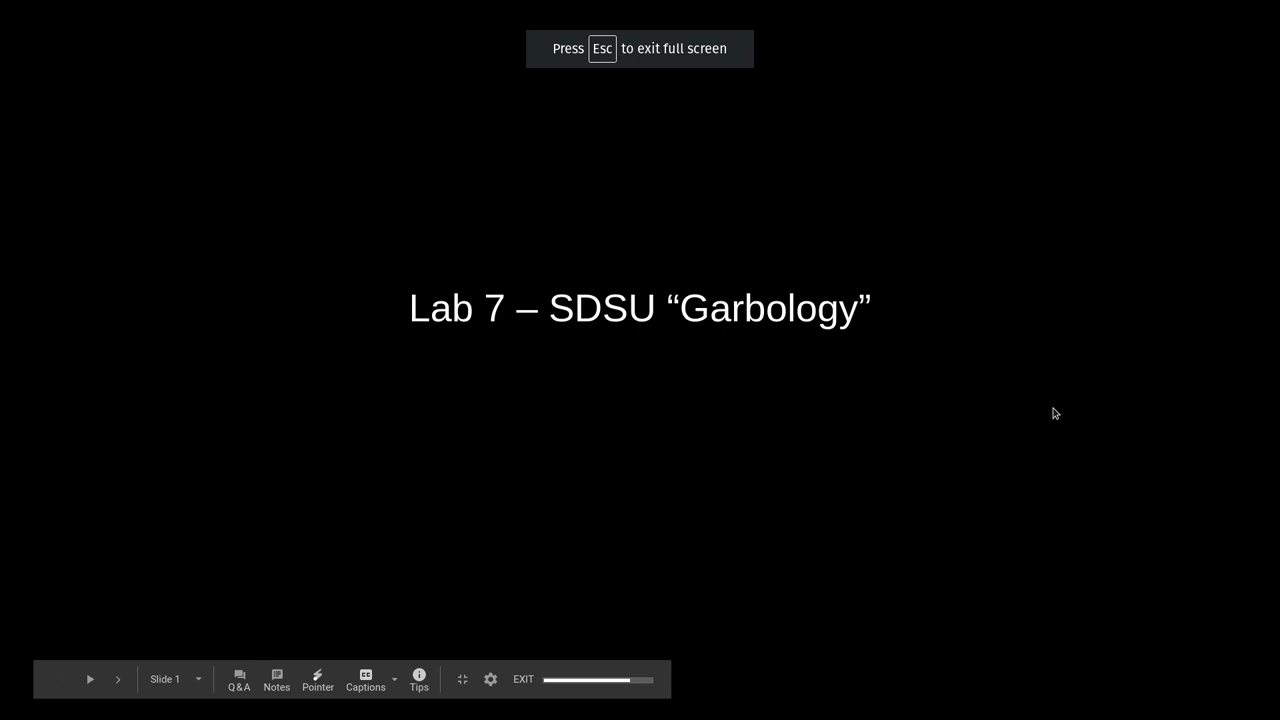 Press Esc to exit full screen
Lab 7 – SDSU “Garbology”
Slide 1
Q&A
Notes
Pointer
Captions
Tips
EXIT